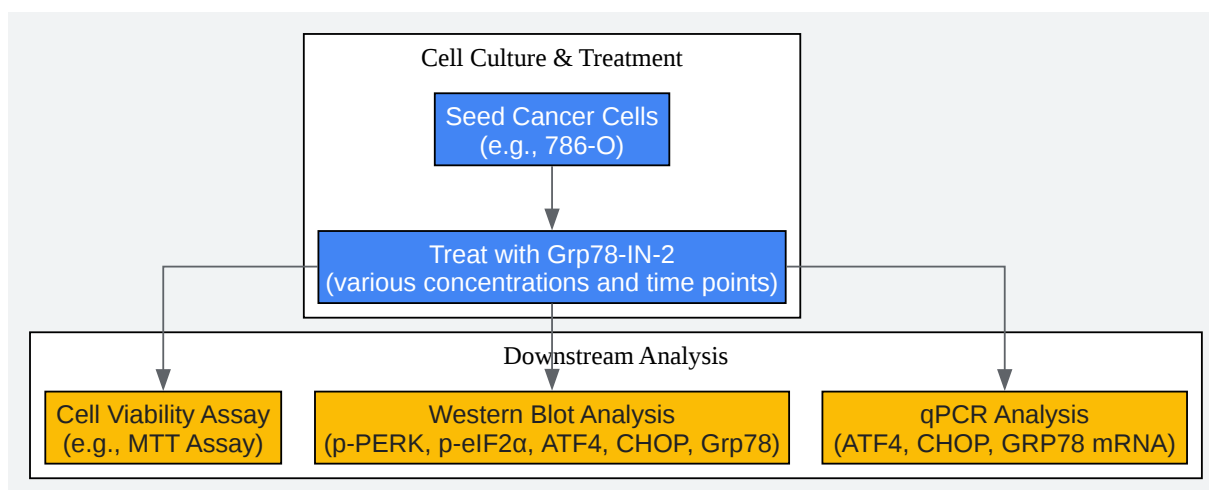 Cell Culture & Treatment
Seed Cancer Cells
(e.g., 786-O)
Treat with Grp78-IN-2
(various concentrations and time points)
Downstream Analysis
Cell Viability Assay
(e.g., MTT Assay)
Western Blot Analysis
(p-PERK, p-eIF2α, ATF4, CHOP, Grp78)
qPCR Analysis
(ATF4, CHOP, GRP78 mRNA)